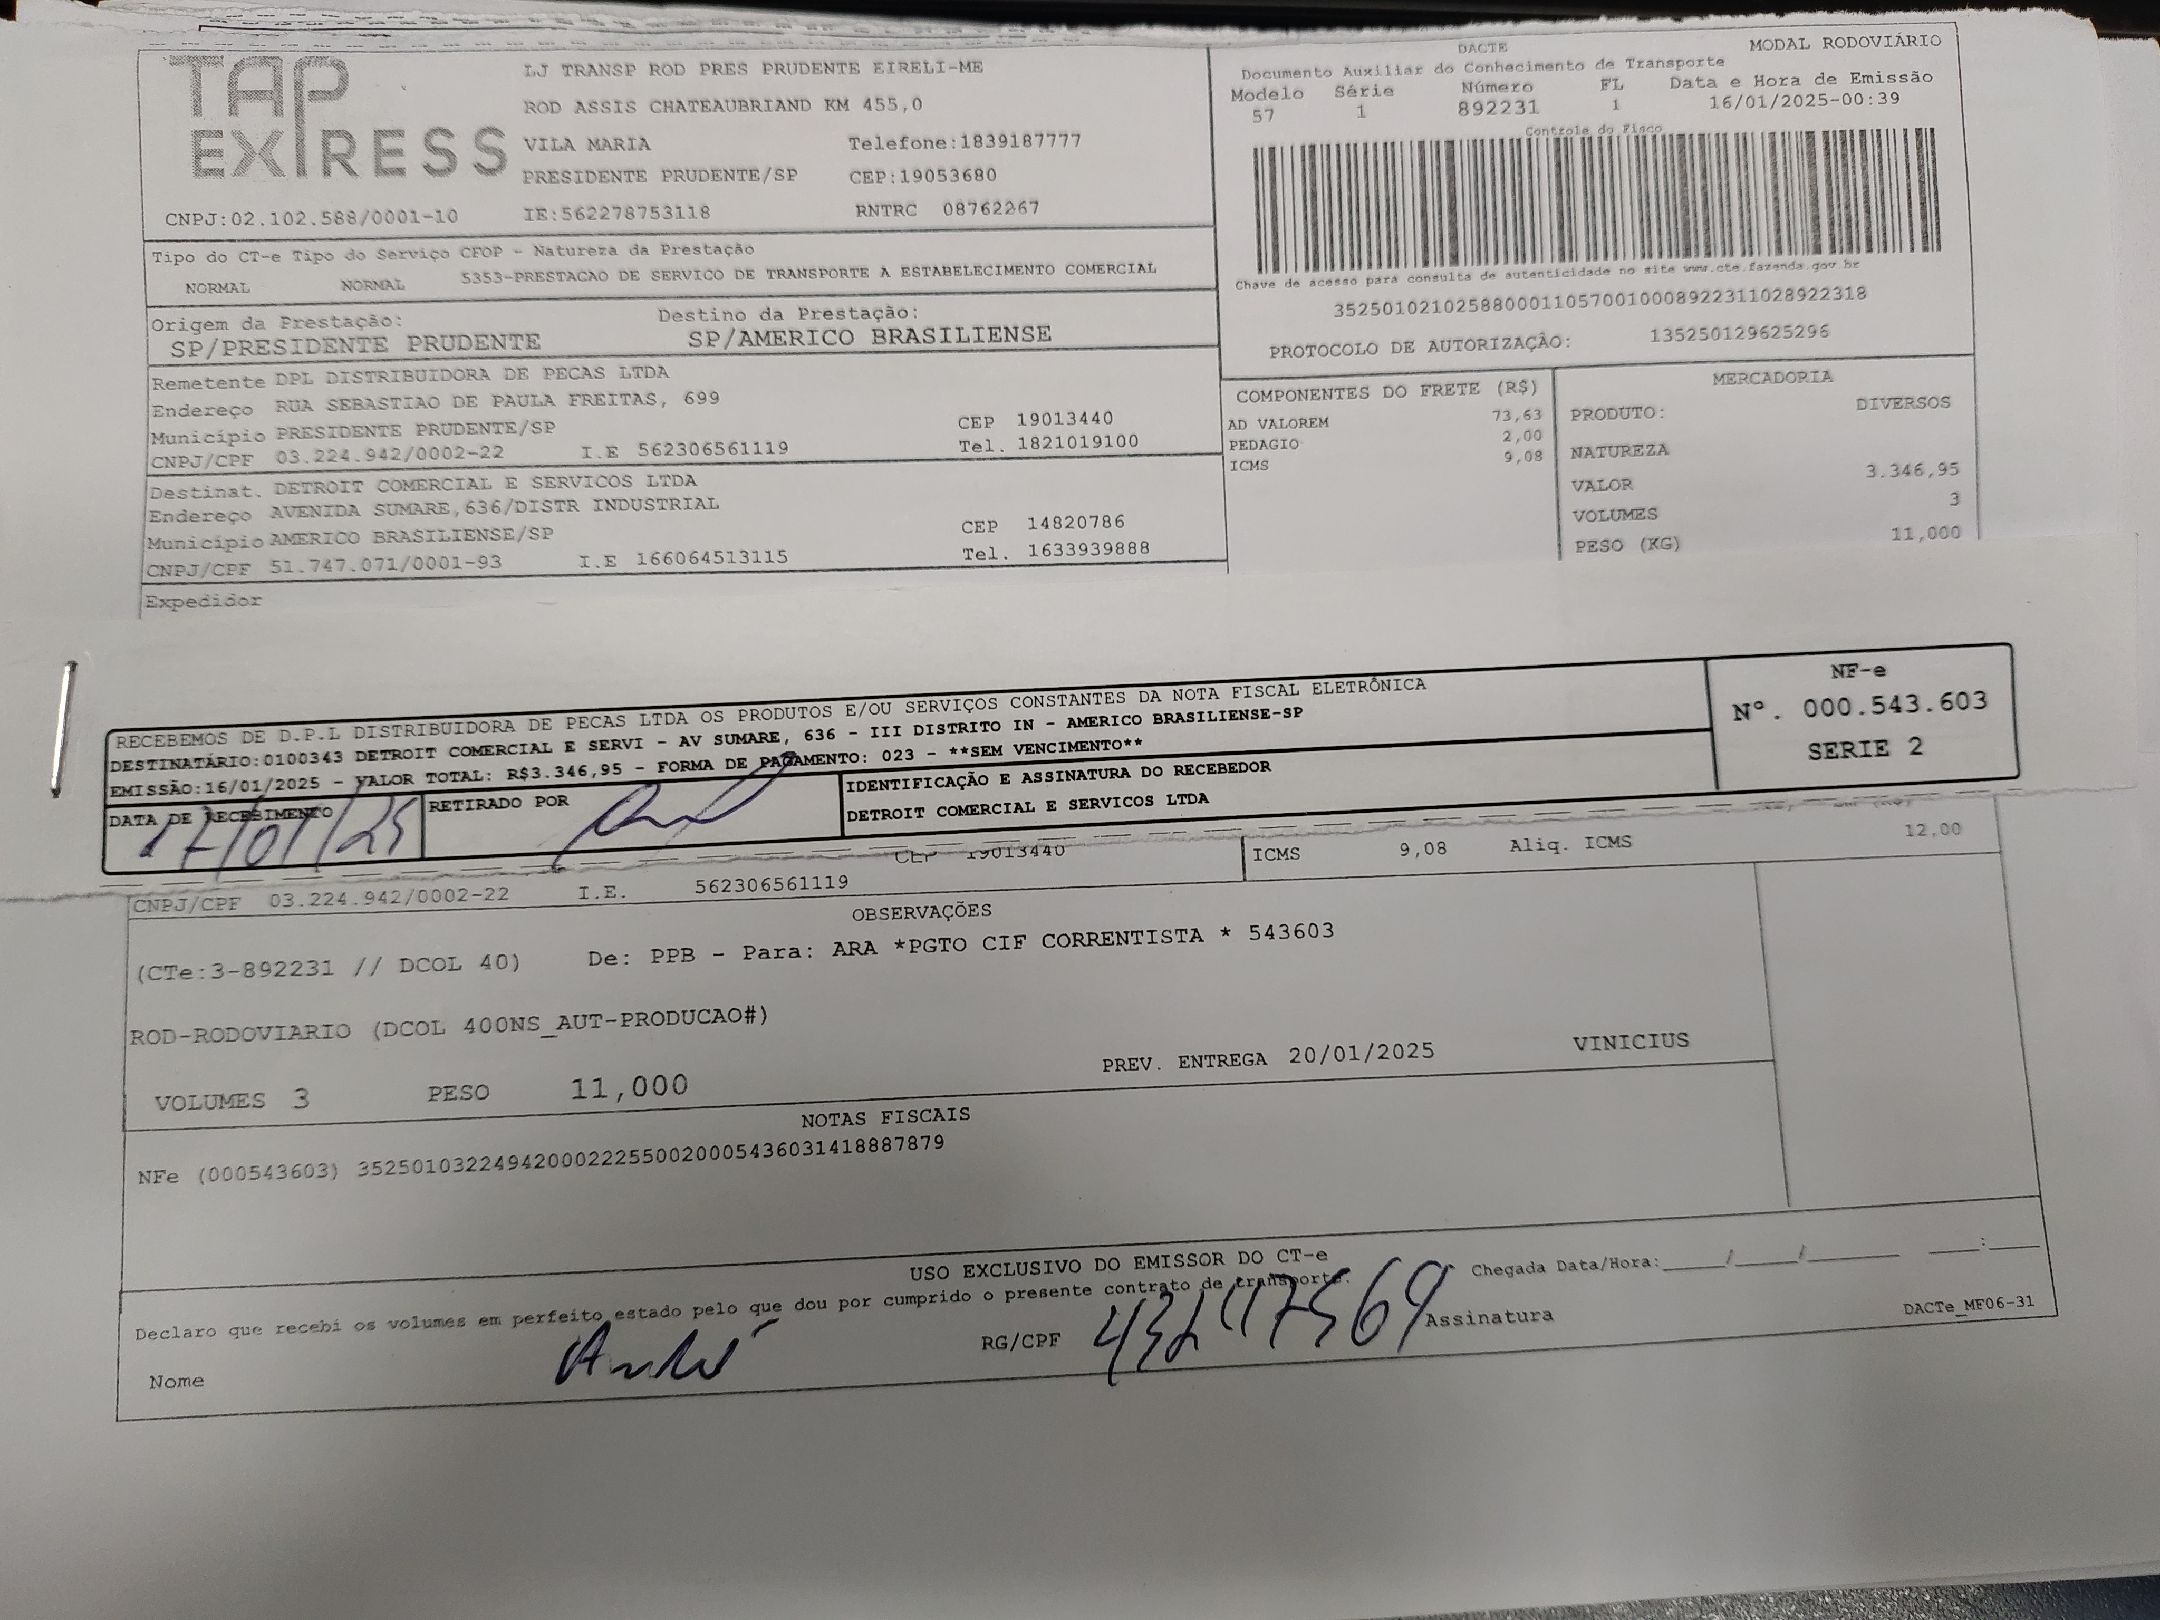 TAP EXPRESS
LJ TRANSP ROD PRES PRUDENTE EIRELI-ME
ROD ASSIS CHATEAUBRIAND KM 455,0
VILA MARIA Telefone:1839187777
PRESIDENTE PRUDENTE/SP CEP:19053680
CNPJ:02.102.588/0001-10 IE:562278753118 RNTRC 08762267
DACTE MODAL RODOVIÁRIO
Documento Auxiliar do Conhecimento de Transporte
Modelo Série Número FL Data e Hora de Emissão
57 1 892231 1 16/01/2025-00:39
Controle do Fisco
Chave de acesso para consulta de autenticidade no site www.cte.fazenda.gov.br
35250102102588000110570010008922311028922318
PROTOCOLO DE AUTORIZAÇÃO: 135250129625296
Tipo do CT-e Tipo do Serviço CFOP - Natureza da Prestação
NORMAL NORMAL 5353-PRESTACAO DE SERVICO DE TRANSPORTE A ESTABELECIMENTO COMERCIAL
Origem da Prestação: Destino da Prestação:
SP/PRESIDENTE PRUDENTE SP/AMERICO BRASILIENSE
Remetente DPL DISTRIBUIDORA DE PECAS LTDA
Endereço RUA SEBASTIAO DE PAULA FREITAS, 699
Município PRESIDENTE PRUDENTE/SP CEP 19013440
CNPJ/CPF 03.224.942/0002-22 I.E 562306561119 Tel. 1821019100
Destinat. DETROIT COMERCIAL E SERVICOS LTDA
Endereço AVENIDA SUMARE,636/DISTR INDUSTRIAL
Município AMERICO BRASILIENSE/SP CEP 14820786
CNPJ/CPF 51.747.071/0001-93 I.E 166064513115 Tel. 1633939888
Expedidor
COMPONENTES DO FRETE (R$)
AD VALOREM 73,63
PEDAGIO 2,00
ICMS 9,08
MERCADORIA
PRODUTO: DIVERSOS
NATUREZA
VALOR 3.346,95
VOLUMES 3
PESO (KG) 11,000
RECEBEMOS DE D.P.L DISTRIBUIDORA DE PECAS LTDA OS PRODUTOS E/OU SERVIÇOS CONSTANTES DA NOTA FISCAL ELETRÔNICA
DESTINATÁRIO:0100343 DETROIT COMERCIAL E SERVI - AV SUMARE, 636 - III DISTRITO IN - AMERICO BRASILIENSE-SP
EMISSÃO:16/01/2025 - VALOR TOTAL: R$3.346,95 - FORMA DE PAGAMENTO: 023 - **SEM VENCIMENTO**
NF-e
Nº. 000.543.603
SERIE 2
DATA DE RECEBIMENTO RETIRADO POR IDENTIFICAÇÃO E ASSINATURA DO RECEBEDOR
17/01/25 DETROIT COMERCIAL E SERVICOS LTDA
CEP 19013440 ICMS 9,08 Aliq. ICMS 12,00
CNPJ/CPF 03.224.942/0002-22 I.E. 562306561119
OBSERVAÇÕES
(CTe:3-892231 // DCOL 40) De: PPB - Para: ARA *PGTO CIF CORRENTISTA * 543603
ROD-RODOVIARIO (DCOL 400NS_AUT-PRODUCAO#)
PREV. ENTREGA 20/01/2025 VINICIUS
VOLUMES 3 PESO 11,000
NOTAS FISCAIS
NFe (000543603) 35250103224942000222550020005436031418887879
USO EXCLUSIVO DO EMISSOR DO CT-e
Declaro que recebi os volumes em perfeito estado pelo que dou por cumprido o presente contrato de transporte. Chegada Data/Hora:_____/_____/_______ ____:____
Nome André RG/CPF Assinatura DACTe_MF06-31